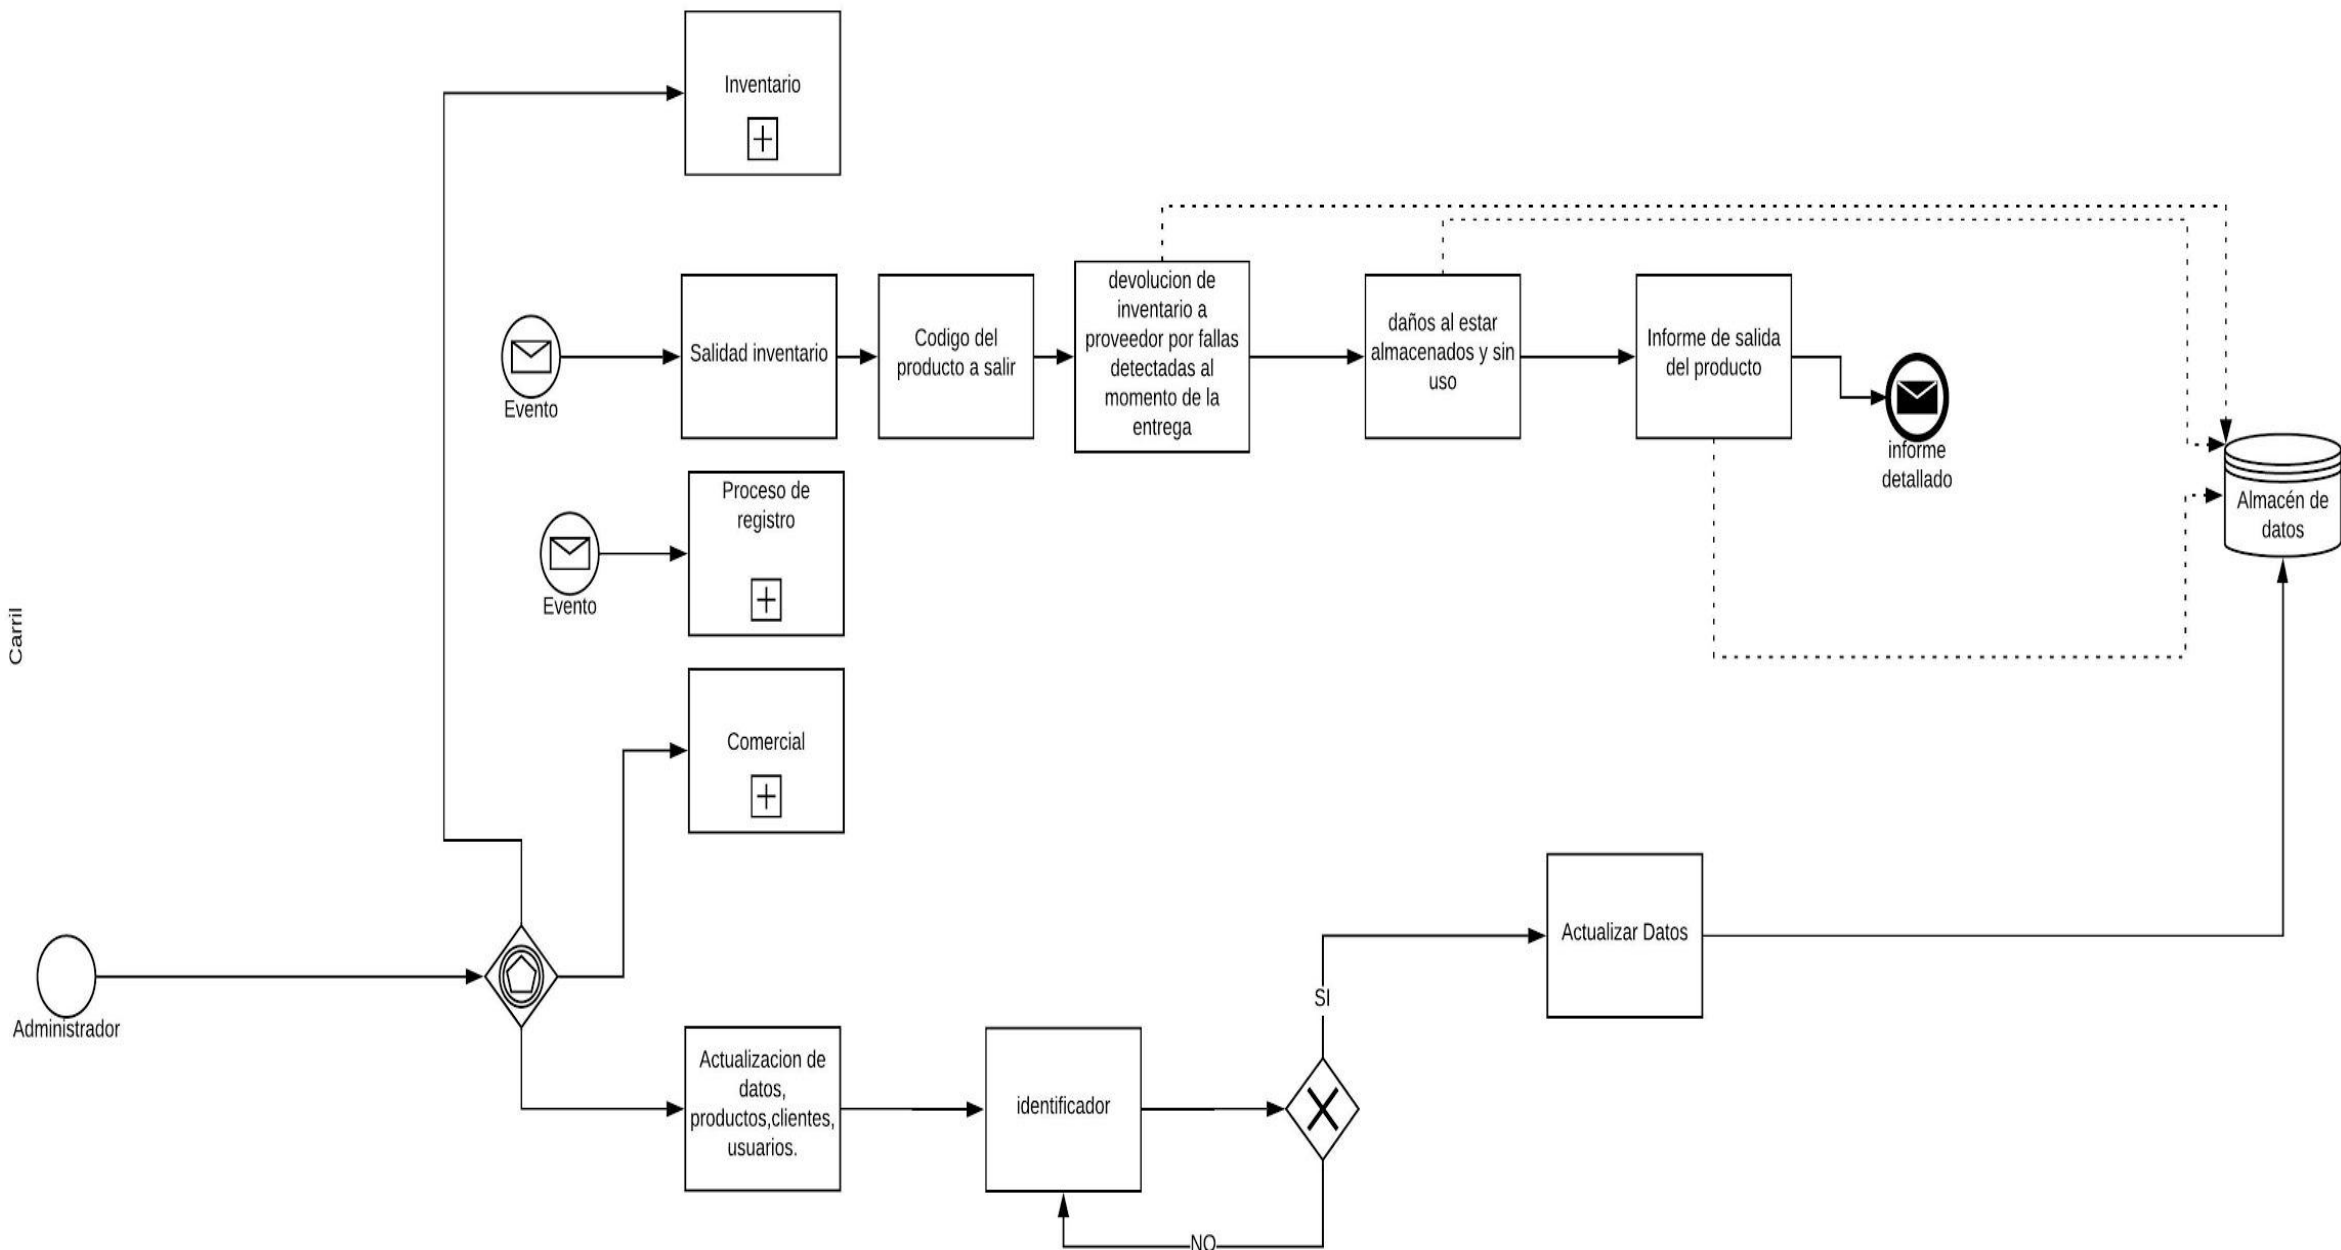 Inventario
Salidad inventario
Codigo del
producto a salir
devolucion de
inventario a
proveedor por fallas
detectadas al
momento de la
entrega
daños al estar
almacenados y sin
uso
Informe de salida
del producto
Evento
informe
detallado
Almacén de
datos
Proceso de
registro
Evento
Carril
Comercial
Actualizar Datos
SI
Administrador
Actualizacion de
datos,
productos,clientes,
usuarios.
identificador
NO